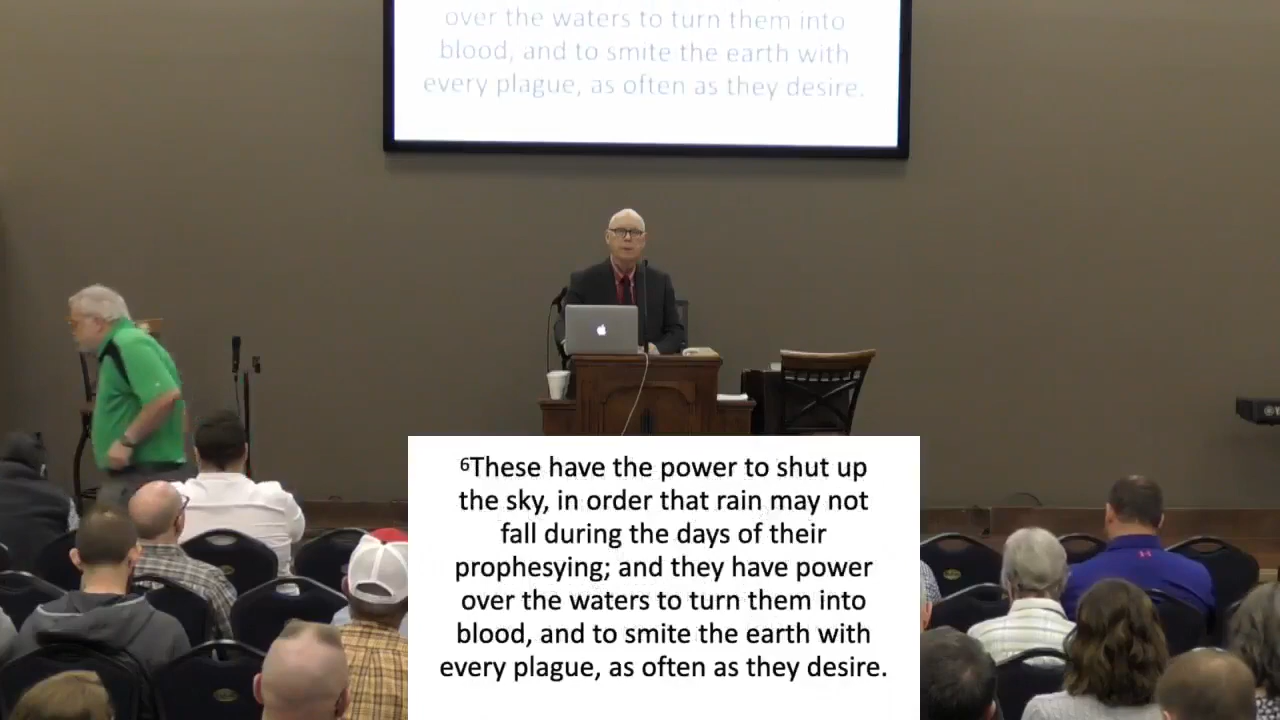 over the waters to turn them into
blood, and to smite the earth with
every plague, as often as they desire.
⁶These have the power to shut up
the sky, in order that rain may not
fall during the days of their
prophesying; and they have power
over the waters to turn them into
blood, and to smite the earth with
every plague, as often as they desire.